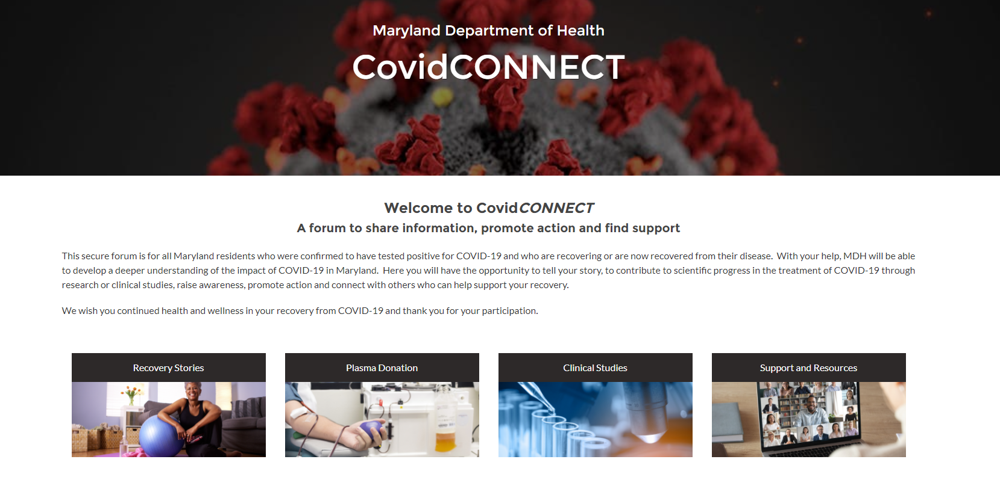 Maryland Department of Health
CovidCONNECT
Welcome to CovidCONNECT
A forum to share information, promote action and find support
This secure forum is for all Maryland residents who were confirmed to have tested positive for COVID-19 and who are recovering or are now recovered from their disease.  With your help, MDH will be able
to develop a deeper understanding of the impact of COVID-19 in Maryland.  Here you will have the opportunity to tell your story, to contribute to scientific progress in the treatment of COVID-19 through
research or clinical studies, raise awareness, promote action and connect with others who can help support your recovery.
We wish you continued health and wellness in your recovery from COVID-19 and thank you for your participation.
Recovery Stories
Plasma Donation
Clinical Studies
Support and Resources